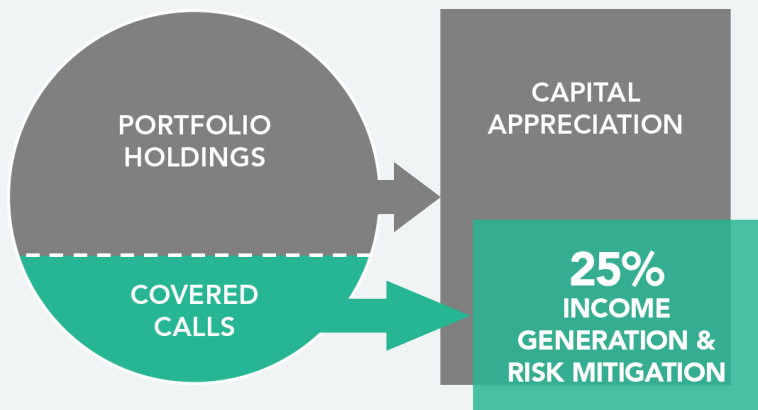 PORTFOLIO
HOLDINGS
COVERED
CALLS
CAPITAL
APPRECIATION
25%
INCOME
GENERATION &
RISK MITIGATION